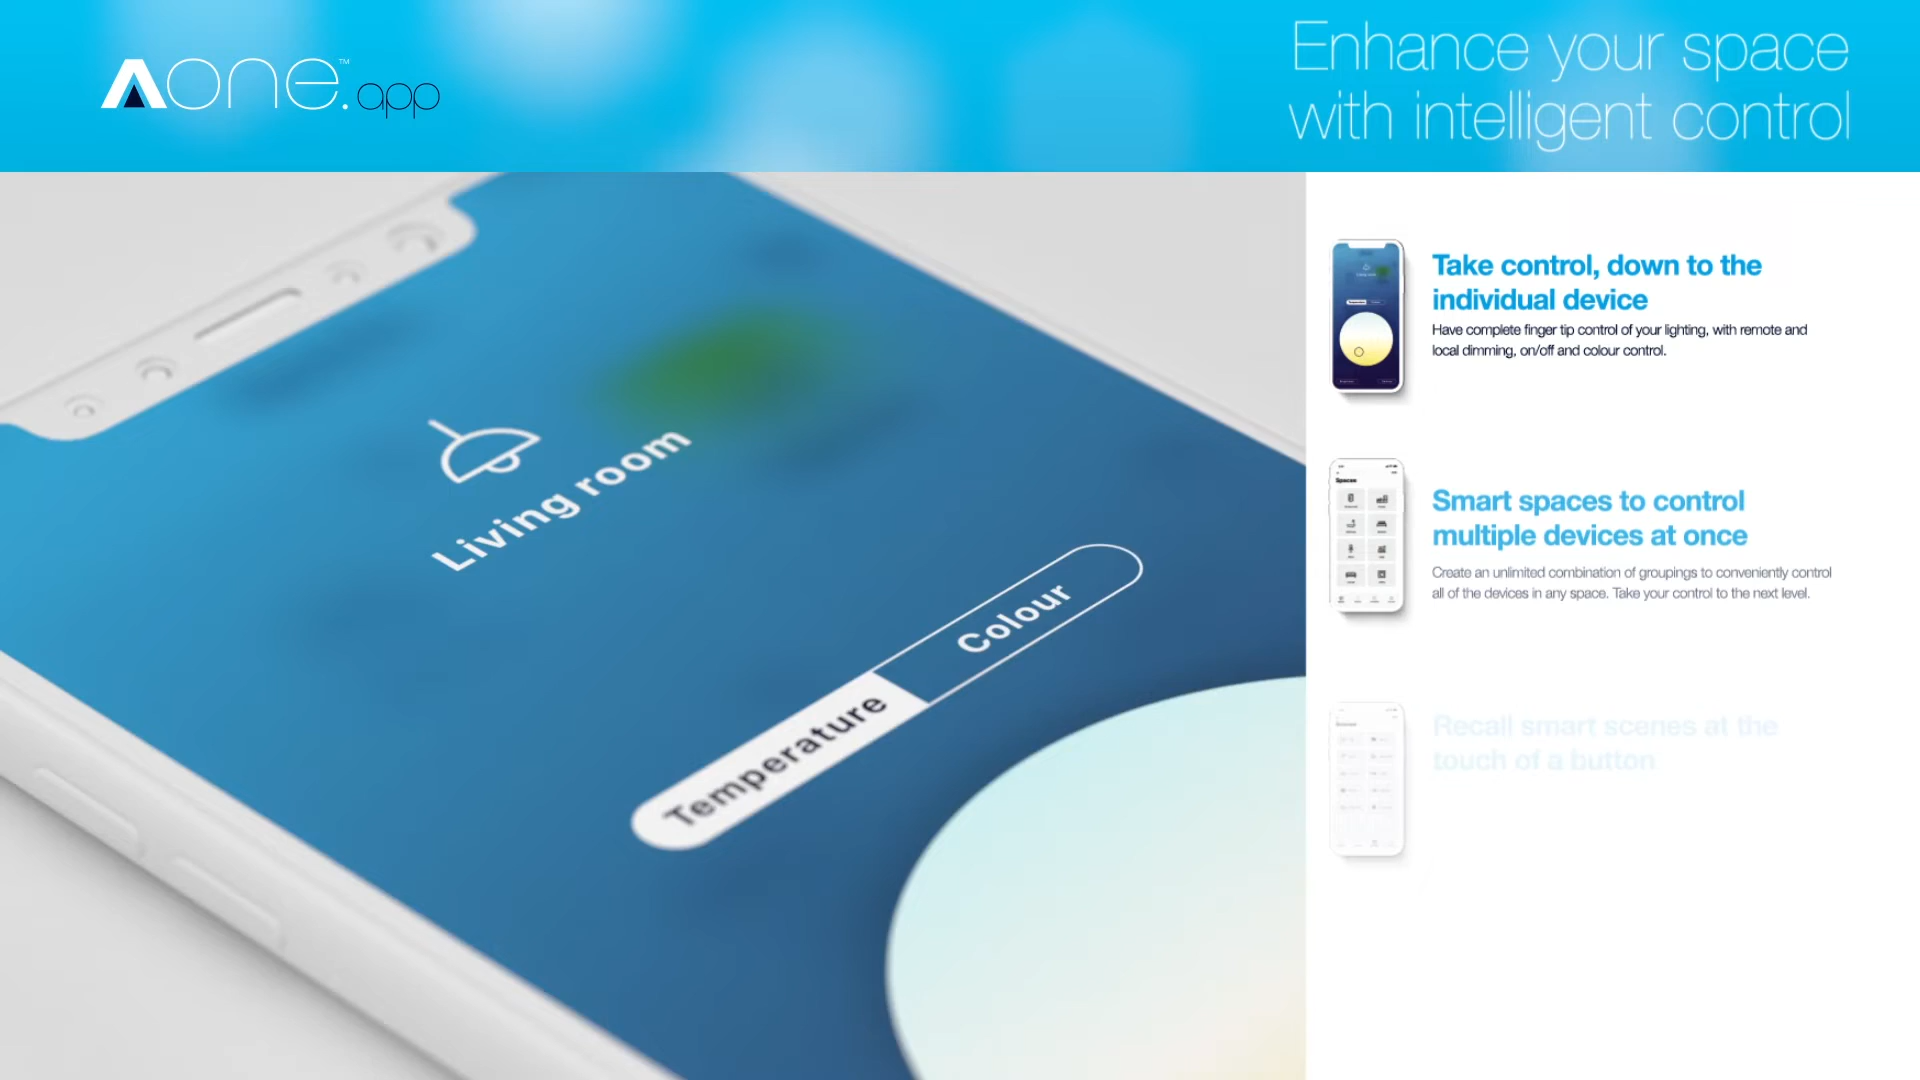 Aone.™app
Enhance your space
with intelligent control
Living room
Temperature
Colour
Take control, down to the
individual device
Have complete finger tip control of your lighting, with remote and
local dimming, on/off and colour control.
Spaces
Smart spaces to control
multiple devices at once
Create an unlimited combination of groupings to conveniently control
all of the devices in any space. Take your control to the next level.
Recall smart scenes at the
touch of a button